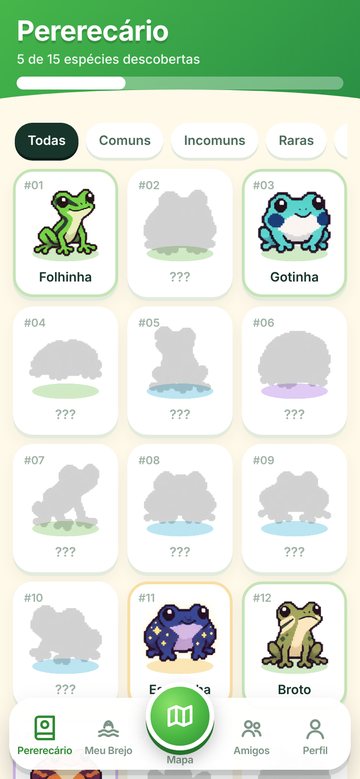 Pererecário
5 de 15 espécies descobertas
Todas Comuns Incomuns Raras
#01 #02 #03
Folhinha ??? Gotinha
#04 #05 #06
??? ??? ???
#07 #08 #09
??? ??? ???
#10 #11 #12
??? Broto
Pererecário Meu Brejo Mapa Amigos Perfil